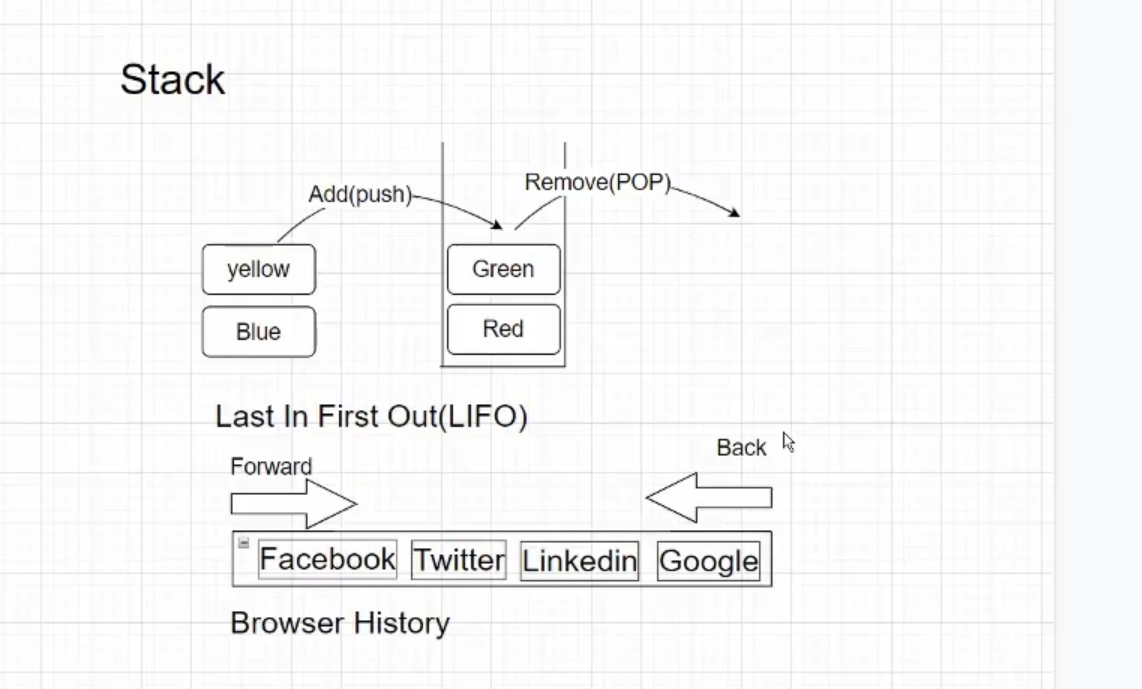 Stack
Add(push)
Remove(POP)
yellow
Green
Blue
Red
Last In First Out(LIFO)
Forward
Back
Facebook Twitter Linkedin Google
Browser History